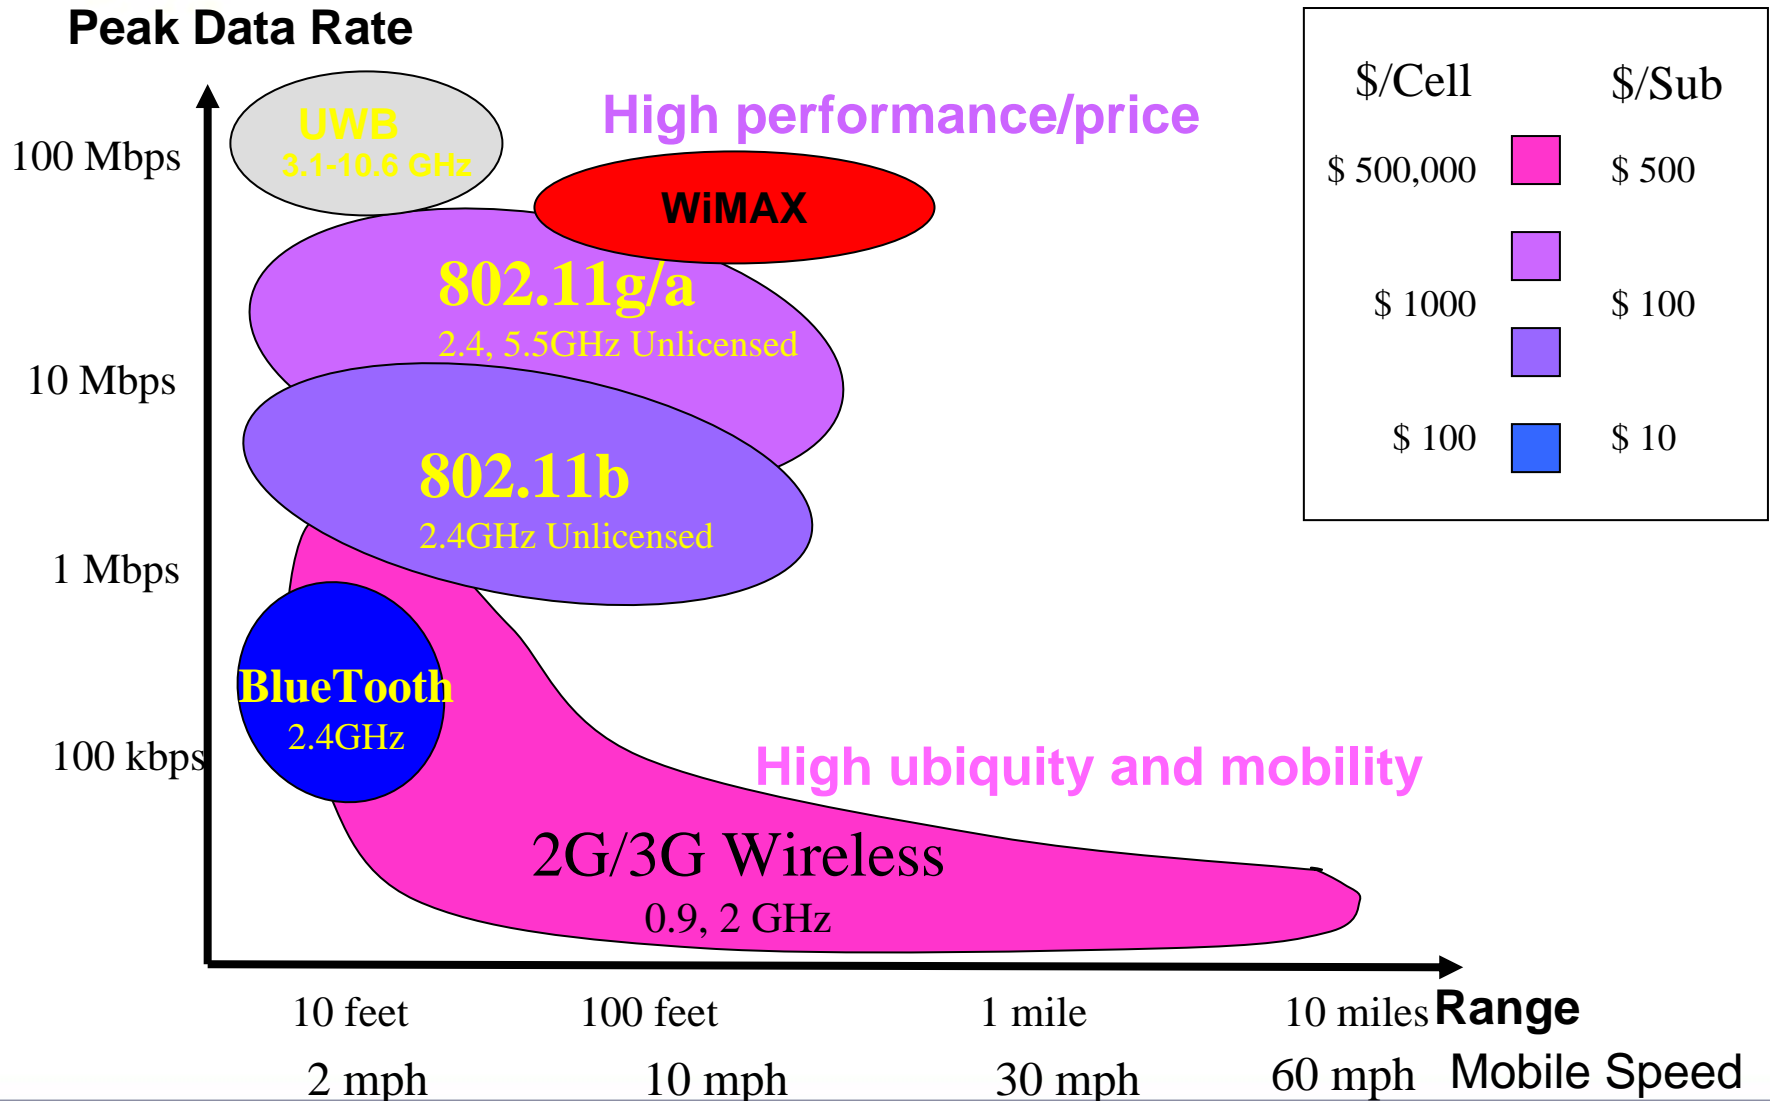 Peak Data Rate
$/Cell $/Sub
UWB
3.1-10.6 GHz
High performance/price
100 Mbps
$ 500,000 $ 500
WiMAX
802.11g/a
2.4, 5.5GHz Unlicensed
$ 1000 $ 100
10 Mbps
$ 100 $ 10
802.11b
2.4GHz Unlicensed
1 Mbps
BlueTooth
2.4GHz
100 kbps
High ubiquity and mobility
2G/3G Wireless
0.9, 2 GHz
10 feet 100 feet 1 mile 10 miles Range
2 mph 10 mph 30 mph 60 mph Mobile Speed